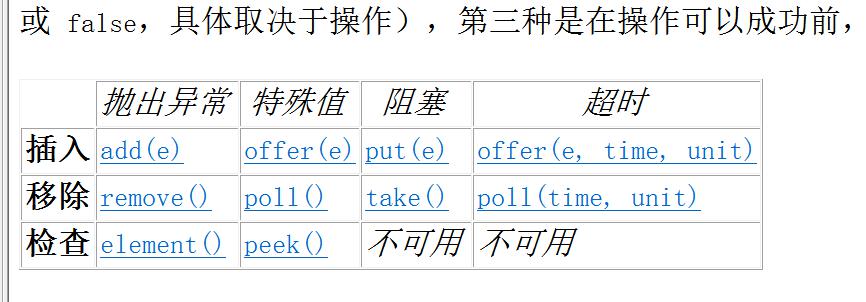 或 false，具体取决于操作），第三种是在操作可以成功前，
抛出异常 特殊值 阻塞 超时
插入 add(e) offer(e) put(e) offer(e, time, unit)
移除 remove() poll() take() poll(time, unit)
检查 element() peek() 不可用 不可用